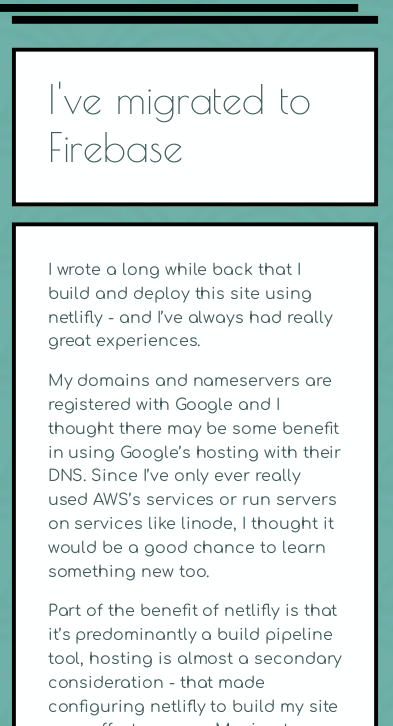 I've migrated to
Firebase
I wrote a long while back that I
build and deploy this site using
netlifly - and I've always had really
great experiences.
My domains and nameservers are
registered with Google and I
thought there may be some benefit
in using Google's hosting with their
DNS. Since I've only ever really
used AWS's services or run servers
on services like linode, I thought it
would be a good chance to learn
something new too.
Part of the benefit of netlifly is that
it's predominantly a build pipeline
tool, hosting is almost a secondary
consideration - that made
configuring netlifly to build my site